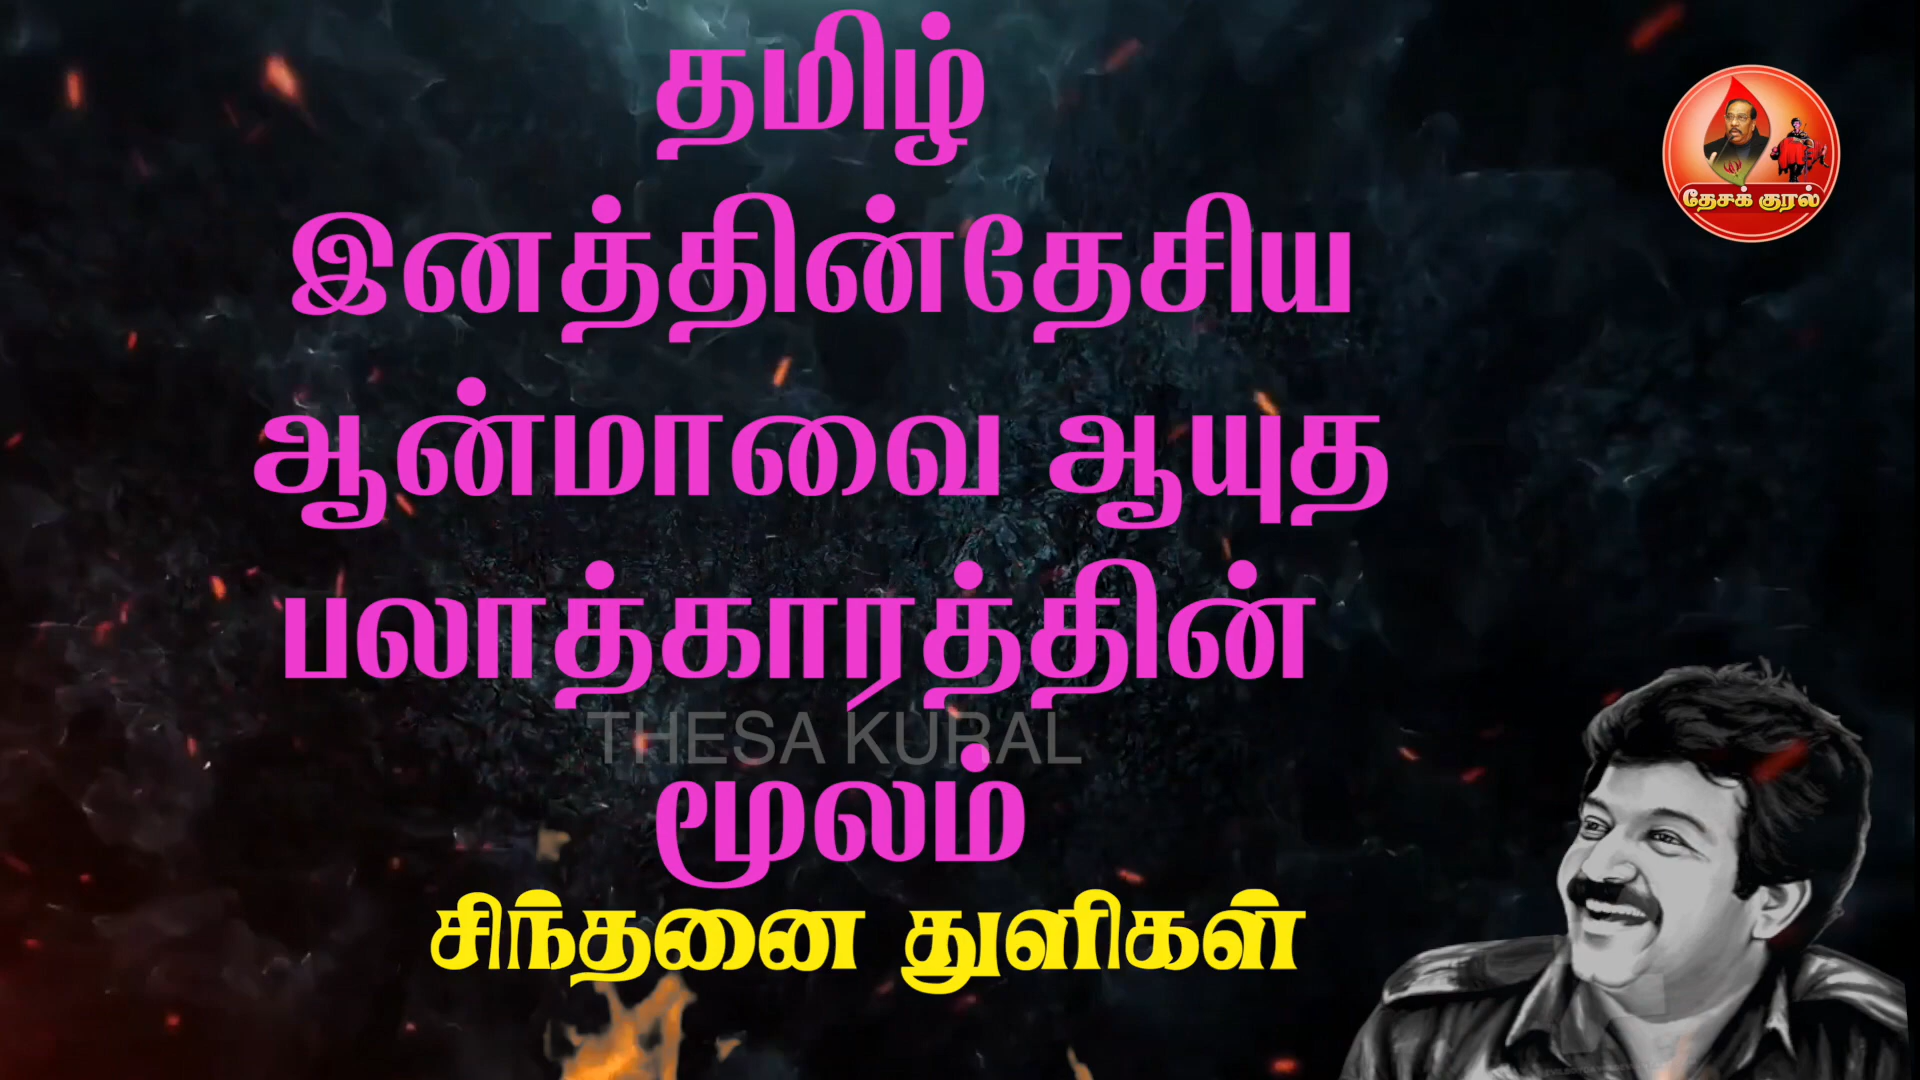 தமிழ்
தேசக் குரல்
இனத்தின்தேசிய
ஆன்மாவை ஆயுத
பலாத்காரத்தின்
THESA KURAL
மூலம்
சிந்தனை துளிகள்